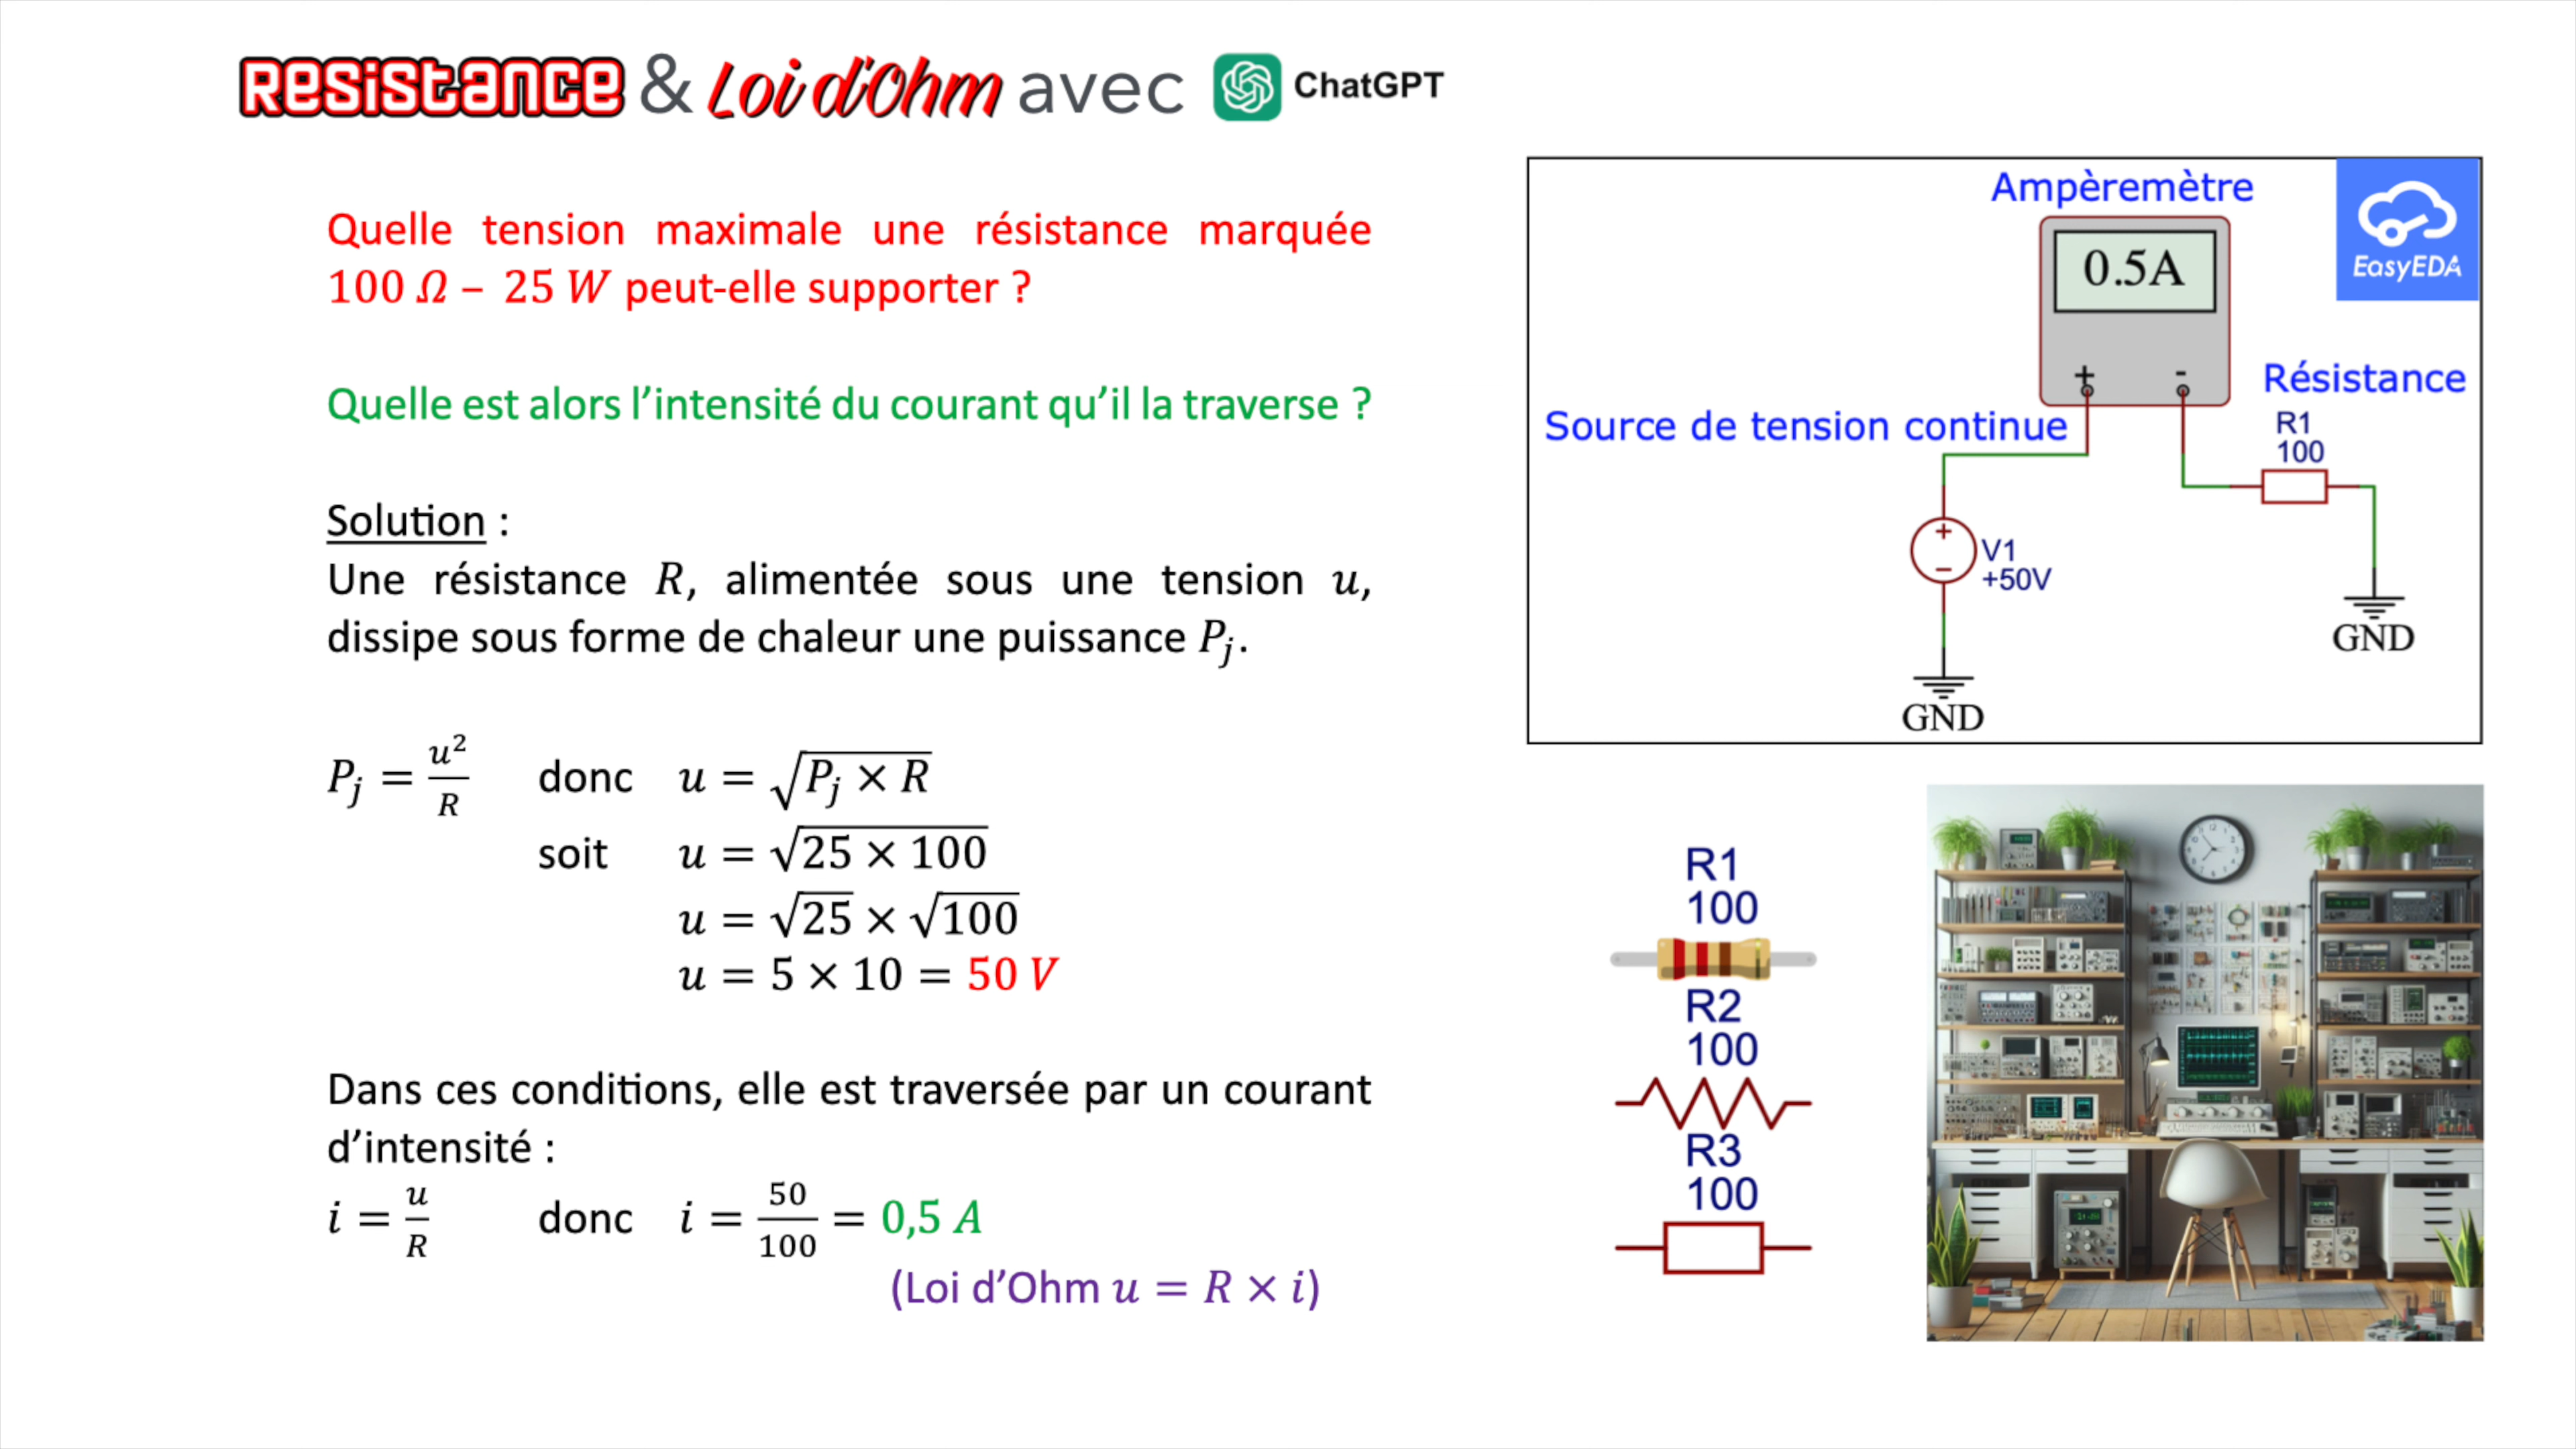 Resistance & Loi d'Ohm avec ChatGPT
Quelle tension maximale une résistance marquée
100 Ω – 25 W peut-elle supporter ?
Quelle est alors l’intensité du courant qu’il la traverse ?
Solution :
Une résistance R, alimentée sous une tension u,
dissipe sous forme de chaleur une puissance Pj.
Pj = u²/R donc u = √(Pj × R)
soit u = √(25 × 100)
u = √25 × √100
u = 5 × 10 = 50 V
Dans ces conditions, elle est traversée par un courant
d’intensité :
i = u/R donc i = 50/100 = 0,5 A
(Loi d’Ohm u = R × i)
Ampèremètre
EasyEDA
0.5A
+ -
Résistance
R1
100
Source de tension continue
+
V1
−
+50V
GND
GND
R1
100
R2
100
R3
100